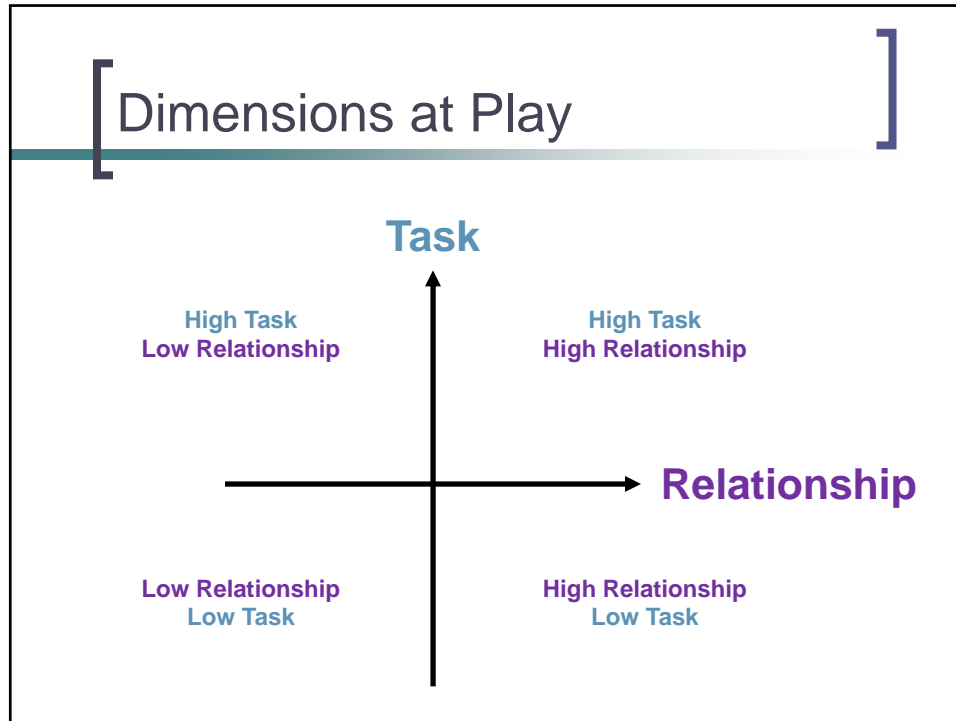 Dimensions at Play
Task
High Task
Low Relationship
High Task
High Relationship
Relationship
Low Relationship
Low Task
High Relationship
Low Task